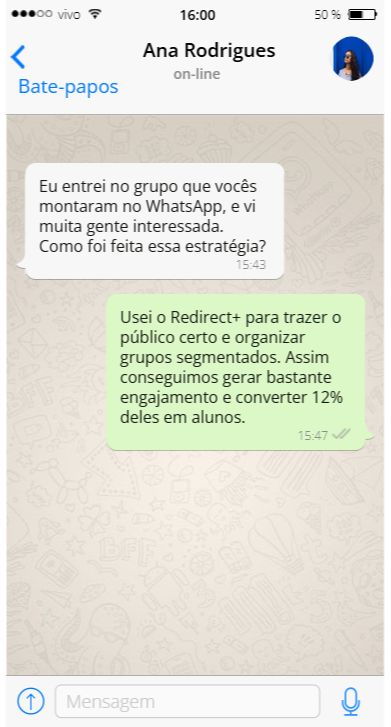 vivo 16:00 50 %
Ana Rodrigues
on-line
Bate-papos
Eu entrei no grupo que vocês
montaram no WhatsApp, e vi
muita gente interessada.
Como foi feita essa estratégia?
15:43
Usei o Redirect+ para trazer o
público certo e organizar
grupos segmentados. Assim
conseguimos gerar bastante
engajamento e converter 12%
deles em alunos.
15:47
Mensagem